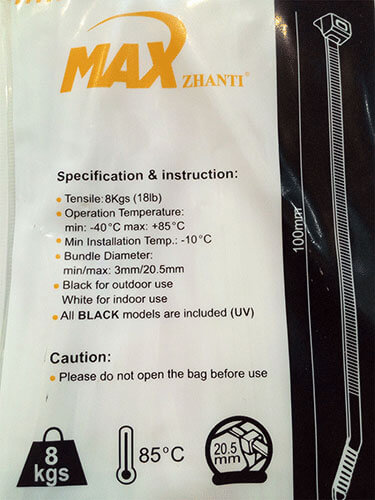 MAX
ZHANTI®
Specification & instruction:
Tensile:8Kgs (18lb)
Operation Temperature:
min: -40°C max: +85°C
Min Installation Temp.: -10°C
Bundle Diameter:
min/max: 3mm/20.5mm
Black for outdoor use
White for indoor use
All BLACK models are included (UV)
Caution:
Please do not open the bag before use
8
kgs
85°C
20.5
mm
100mm